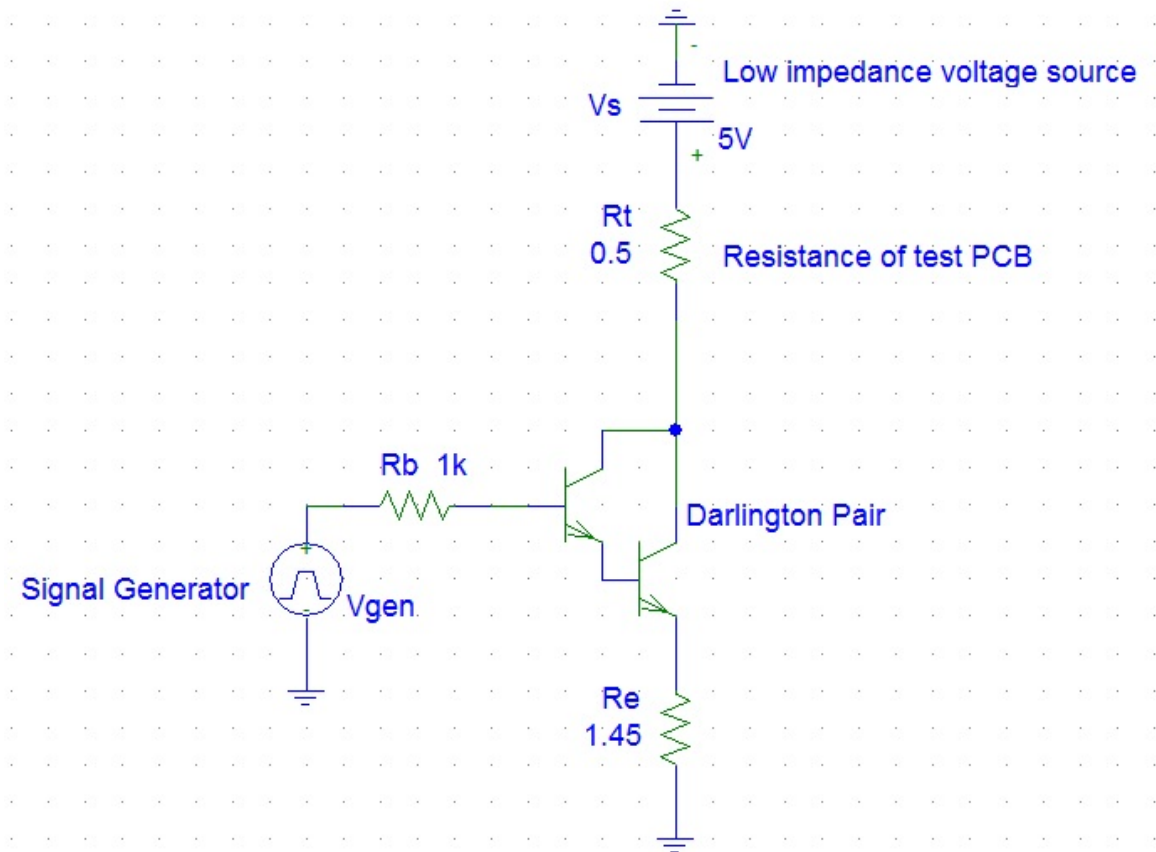 -
Low impedance voltage source
Vs
5V
+
Rt
0.5
Resistance of test PCB
Rb 1k
Darlington Pair
+
Signal Generator
-
Vgen
Re
1.45